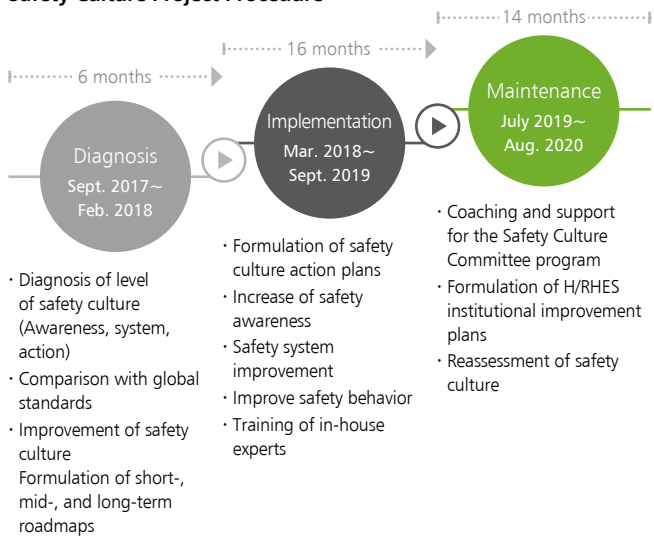 Safety Culture Project Procedure
6 months
16 months
14 months
Diagnosis
Sept. 2017~
Feb. 2018
· Diagnosis of level
of safety culture
(Awareness, system,
action)
· Comparison with global
standards
· Improvement of safety
culture
Formulation of short-,
mid-, and long-term
roadmaps
Implementation
Mar. 2018~
Sept. 2019
· Formulation of safety
culture action plans
· Increase of safety
awareness
· Safety system
improvement
· Improve safety behavior
· Training of in-house
experts
Maintenance
July 2019~
Aug. 2020
· Coaching and support
for the Safety Culture
Committee program
· Formulation of H/RHES
institutional improvement
plans
· Reassessment of safety
culture